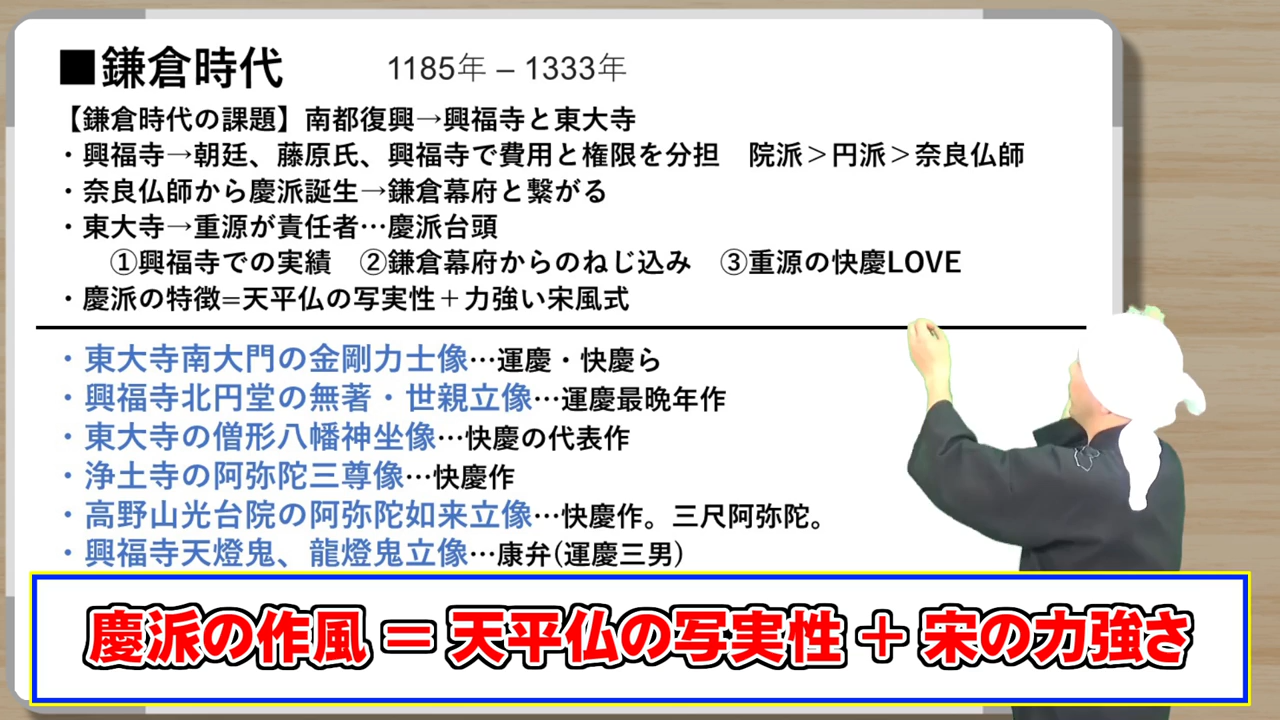 ■鎌倉時代　1185年 – 1333年
【鎌倉時代の課題】南都復興→興福寺と東大寺
・興福寺→朝廷、藤原氏、興福寺で費用と権限を分担　院派＞円派＞奈良仏師
・奈良仏師から慶派誕生→鎌倉幕府と繋がる
・東大寺→重源が責任者…慶派台頭
①興福寺での実績　②鎌倉幕府からのねじ込み　③重源の快慶LOVE
・慶派の特徴=天平仏の写実性＋力強い宋風式
・東大寺南大門の金剛力士像…運慶・快慶ら
・興福寺北円堂の無著・世親立像…運慶最晩年作
・東大寺の僧形八幡神坐像…快慶の代表作
・浄土寺の阿弥陀三尊像…快慶作
・高野山光台院の阿弥陀如来立像…快慶作。三尺阿弥陀。
・興福寺天燈鬼、龍燈鬼立像…康弁(運慶三男)
慶派の作風 ＝ 天平仏の写実性 ＋ 宋の力強さ